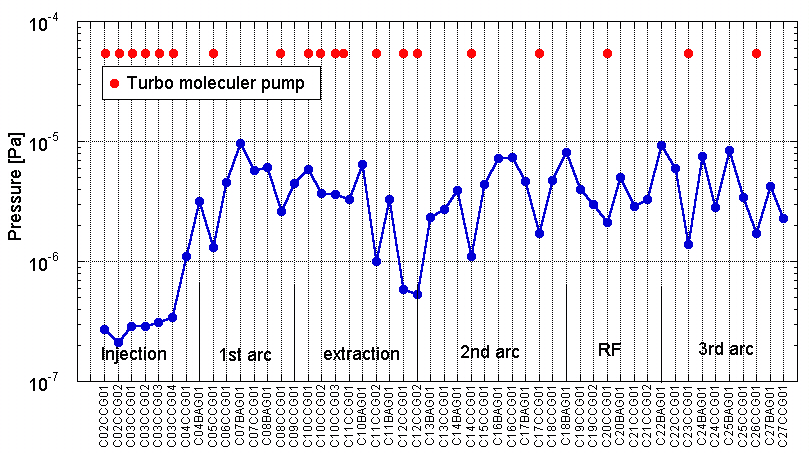 10-4
Turbo moleculer pump
10-5
Pressure [Pa]
10-6
Injection
1st arc
extraction
2nd arc
RF
3rd arc
10-7
C02CCG01
C02CCG02
C03CCG01
C03CCG02
C03CCG03
C03CCG04
C04CCG01
C04BAG01
C05CCG01
C06CCG01
C07BAG01
C07CCG01
C08BAG01
C08CCG01
C09CCG01
C10CCG01
C10CCG02
C10CCG03
C11CCG01
C10BAG01
C11CCG02
C11BAG01
C12CCG01
C12CCG02
C13BAG01
C13CCG01
C14BAG01
C14CCG01
C15CCG01
C16BAG01
C16CCG01
C17BAG01
C17CCG01
C18CCG01
C18BAG01
C19CCG01
C19CCG02
C20CCG01
C20BAG01
C21CCG01
C21CCG02
C22BAG01
C22CCG01
C23CCG01
C24BAG01
C24CCG01
C25BAG01
C25CCG01
C26CCG01
C27BAG01
C27CCG01